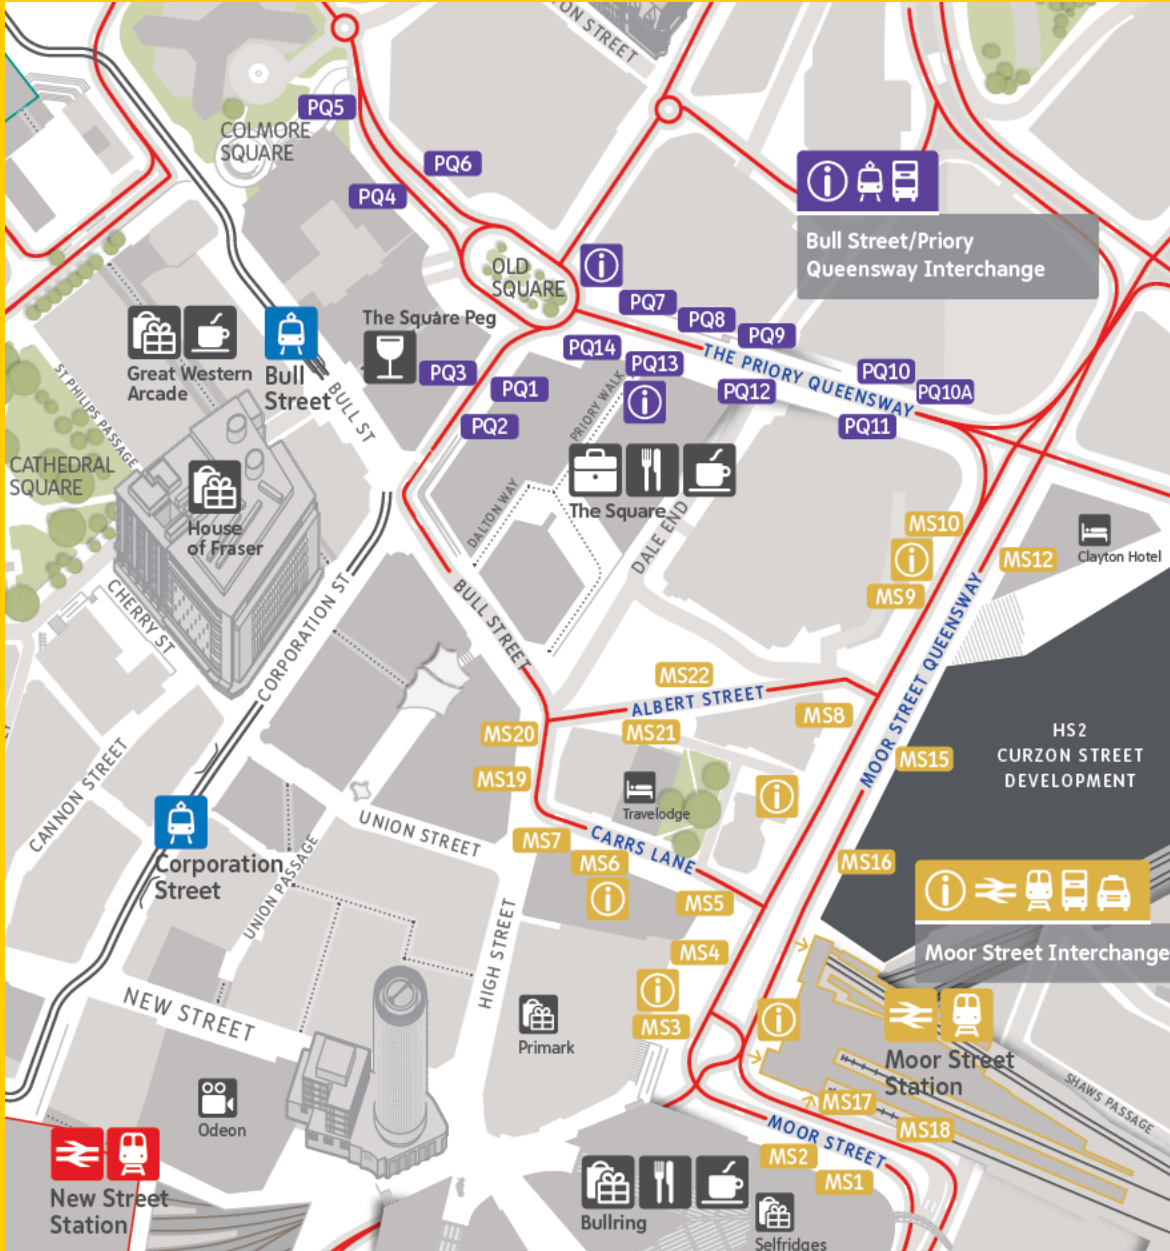 TON STREET
PQ5
COLMORE
SQUARE
PQ6
PQ4
Bull Street/Priory
Queensway Interchange
OLD
SQUARE
PQ7
PQ8
PQ9
The Square Peg
PQ14
PQ13
THE PRIORY QUEENSWAY
PQ10
PQ10A
PQ12
PQ11
PQ3
PQ1
PQ2
Great Western
Arcade
Bull
Street
BULL ST
ST PHILIPS PASSAGE
PRIORY WALK
CATHEDRAL
SQUARE
House
of Fraser
The Square
DALTON WAY
DALE END
MS10
MS9
MS12
Clayton Hotel
CHERRY ST
CORPORATION ST
BULL STREET
MOOR STREET QUEENSWAY
MS22
ALBERT STREET
MS8
MS21
MS20
MS19
MS15
HS2
CURZON STREET
DEVELOPMENT
CANNON STREET
Travelodge
UNION STREET
MS7
CARRS LANE
MS6
MS16
Corporation
Street
UNION PASSAGE
MS5
HIGH STREET
MS4
Moor Street Interchange
NEW STREET
MS3
Primark
Moor Street
Station
SHAWS PASSAGE
MS17
MS18
MOOR STREET
MS2
MS1
Odeon
New Street
Station
Bullring
Selfridges